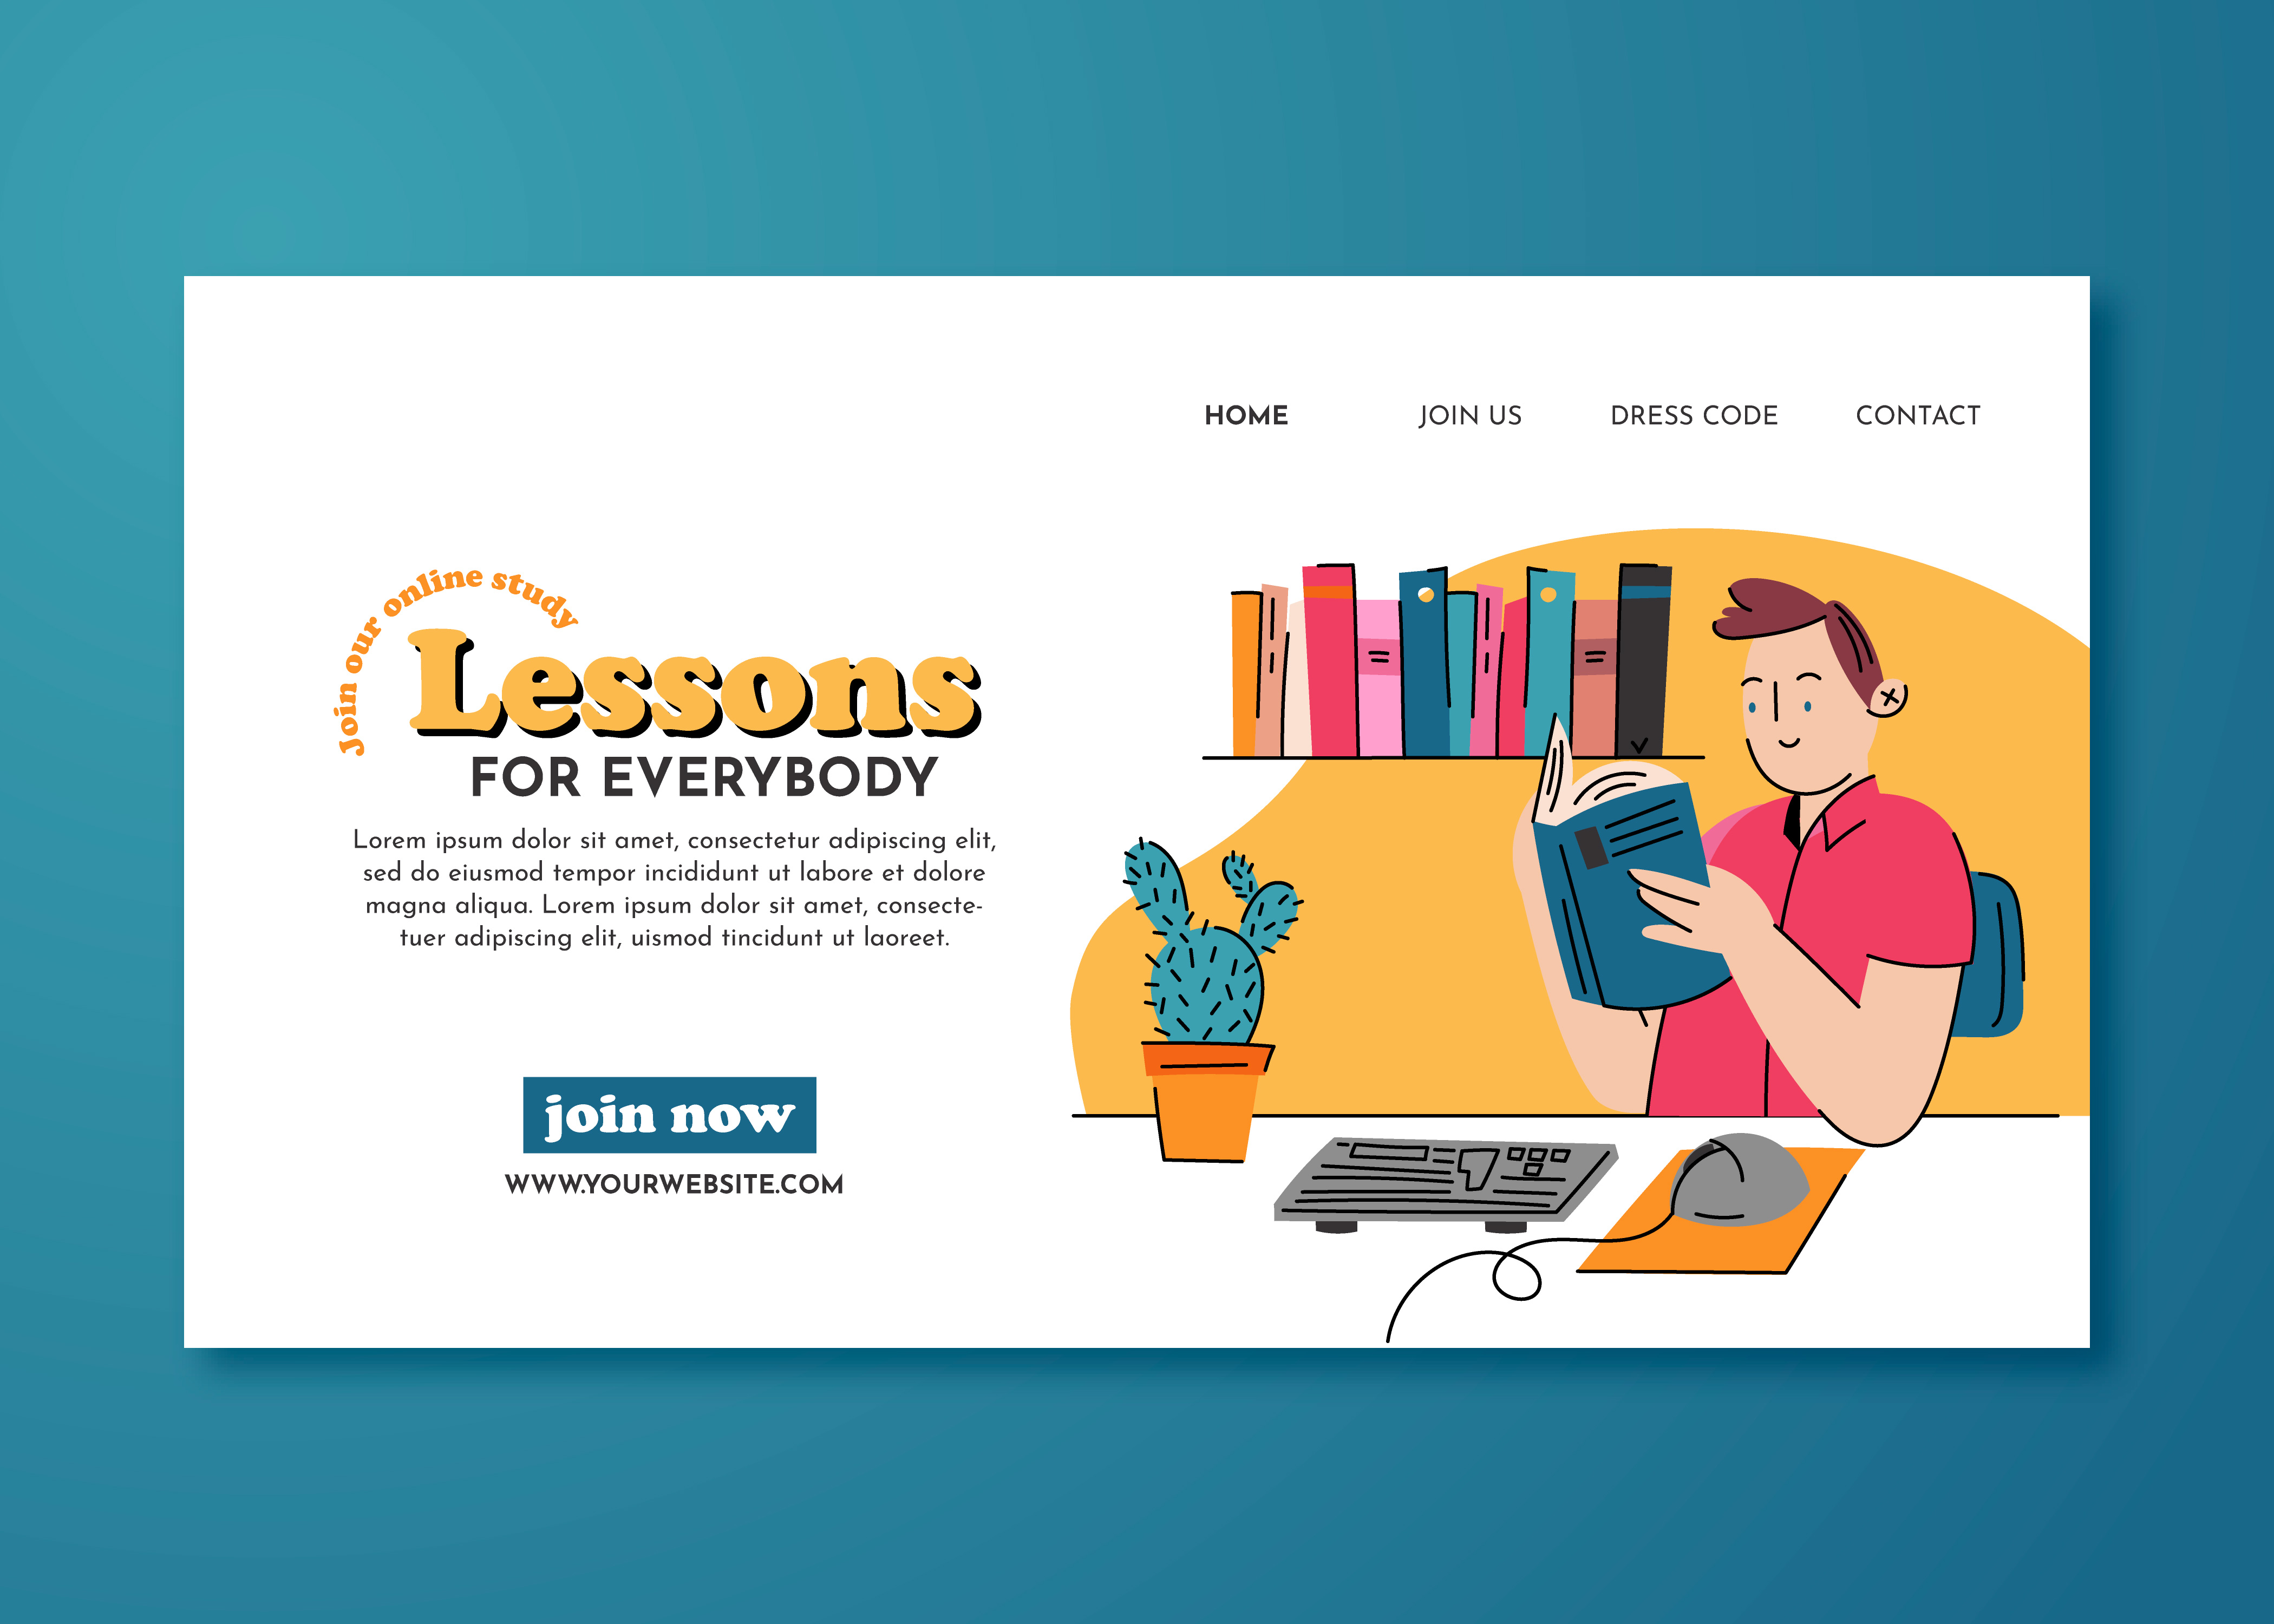 HOME JOIN US DRESS CODE CONTACT
Join our online study
Lessons
FOR EVERYBODY
Lorem ipsum dolor sit amet, consectetur adipiscing elit,
sed do eiusmod tempor incididunt ut labore et dolore
magna aliqua. Lorem ipsum dolor sit amet, consecte-
tuer adipiscing elit, uismod tincidunt ut laoreet.
join now
WWW.YOURWEBSITE.COM